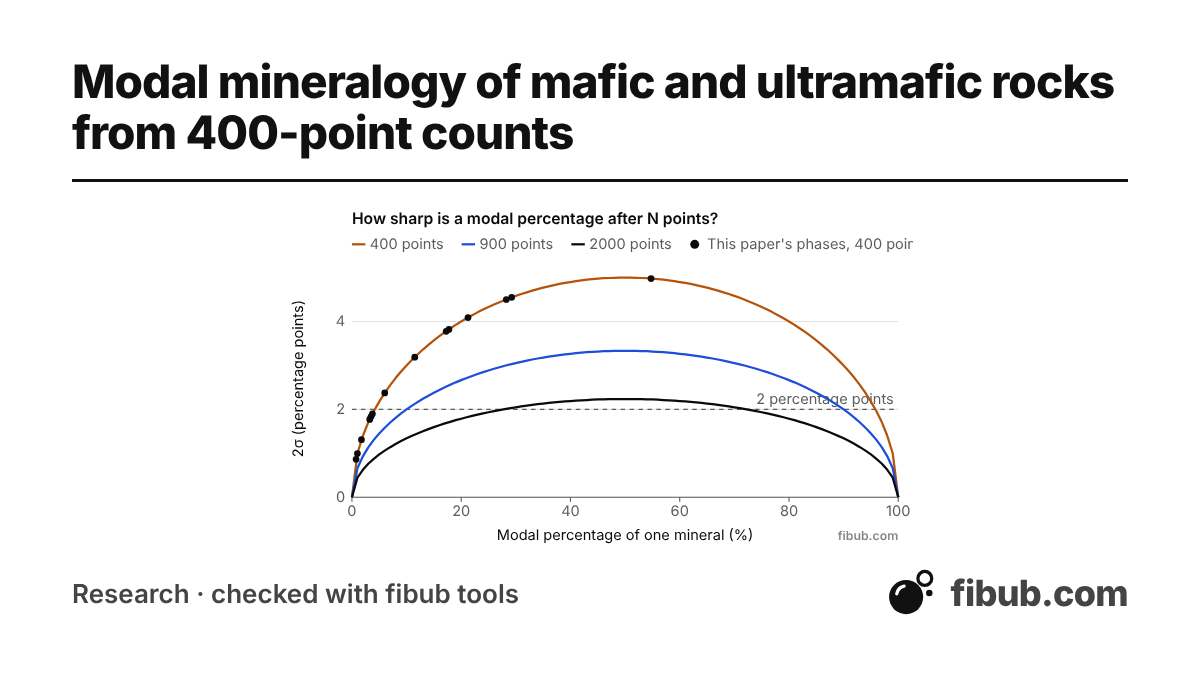 Modal mineralogy of mafic and ultramafic rocks
from 400-point counts
How sharp is a modal percentage after N points?
400 points 900 points 2000 points This paper's phases, 400 poin
4
2 percentage points
2
0
0 20 40 60 80 100
2σ (percentage points)
Modal percentage of one mineral (%)
fibub.com
Research · checked with fibub tools
fibub.com